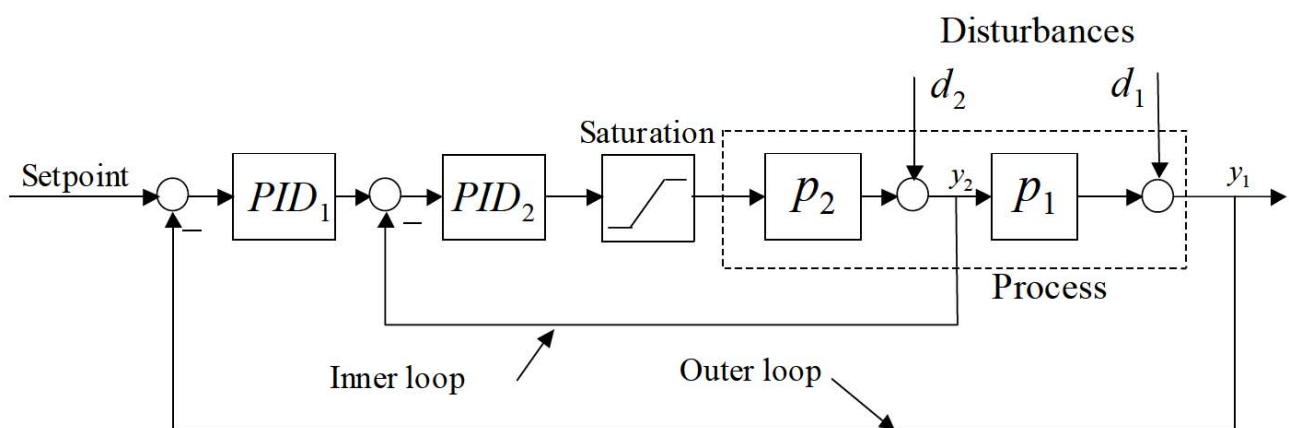 Disturbances
d₂
d₁
Saturation
Setpoint
PID₁
PID₂
p₂
y₂
p₁
y₁
−
−
Process
Inner loop
Outer loop